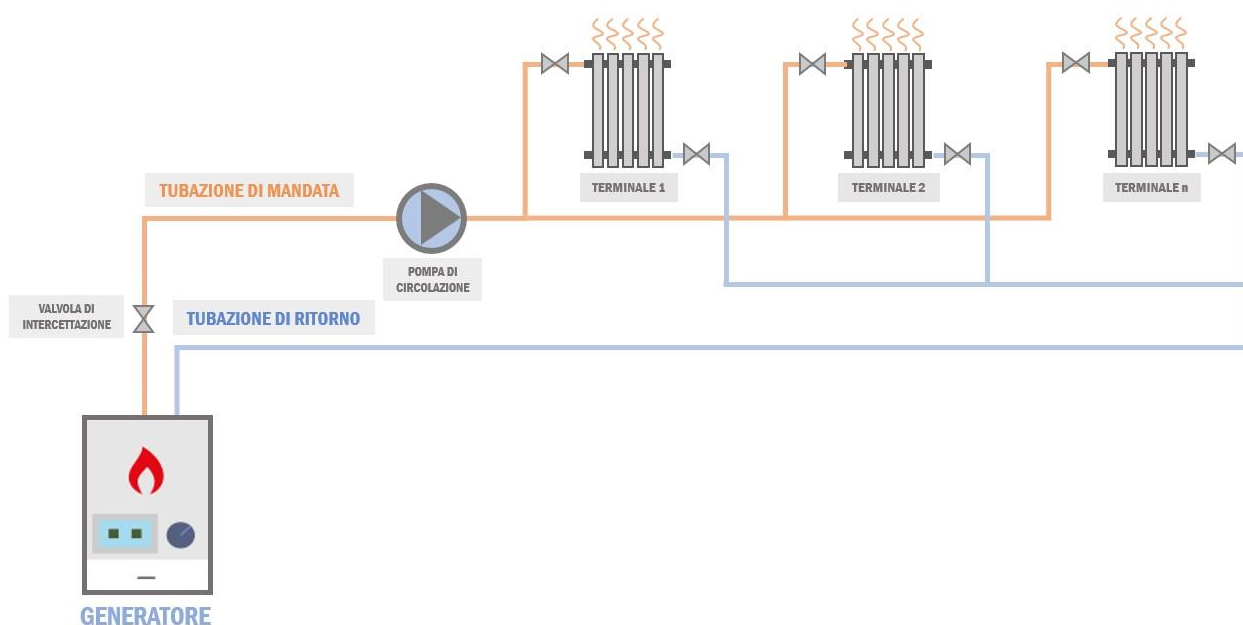 TERMINALE 1
TERMINALE 2
TERMINALE n
TUBAZIONE DI MANDATA
POMPA DI
CIRCOLAZIONE
VALVOLA DI
INTERCETTAZIONE
TUBAZIONE DI RITORNO
GENERATORE